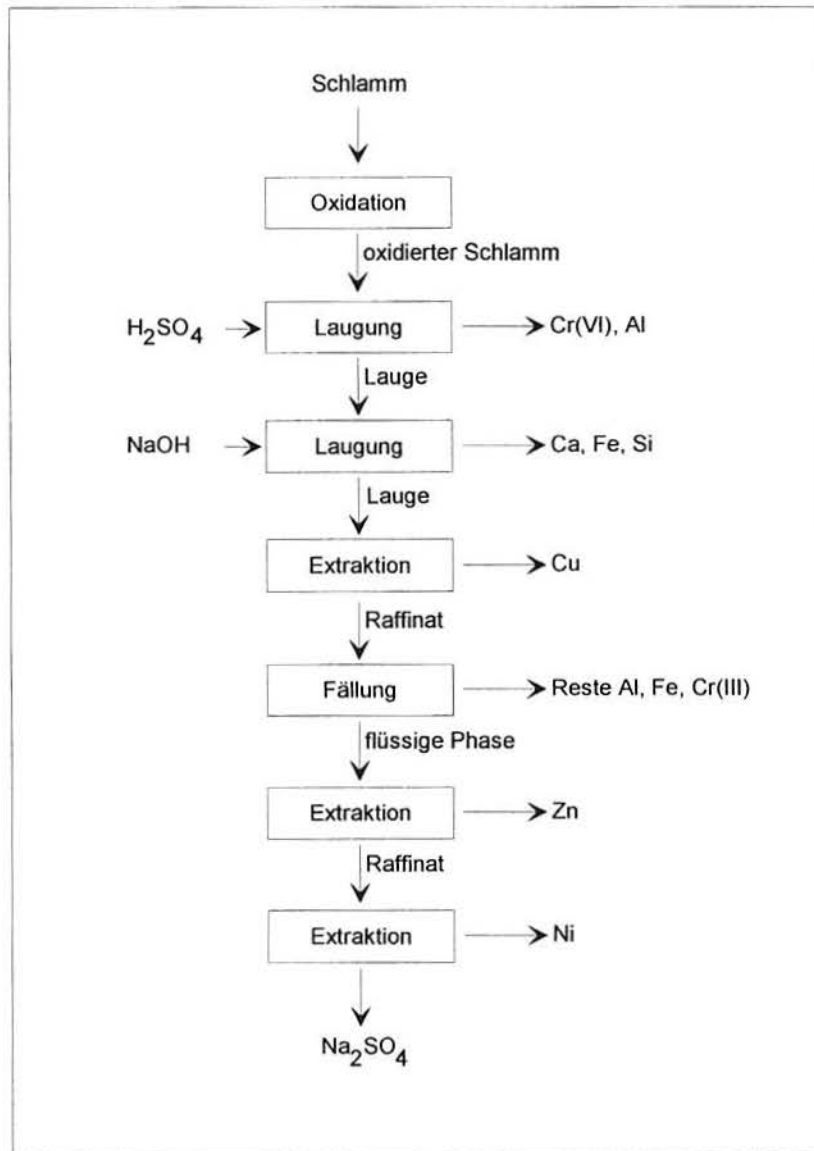 Schlamm
Oxidation
oxidierter Schlamm
H₂SO₄ Laugung Cr(VI), Al
Lauge
NaOH Laugung Ca, Fe, Si
Lauge
Extraktion Cu
Raffinat
Fällung Reste Al, Fe, Cr(III)
flüssige Phase
Extraktion Zn
Raffinat
Extraktion Ni
Na₂SO₄